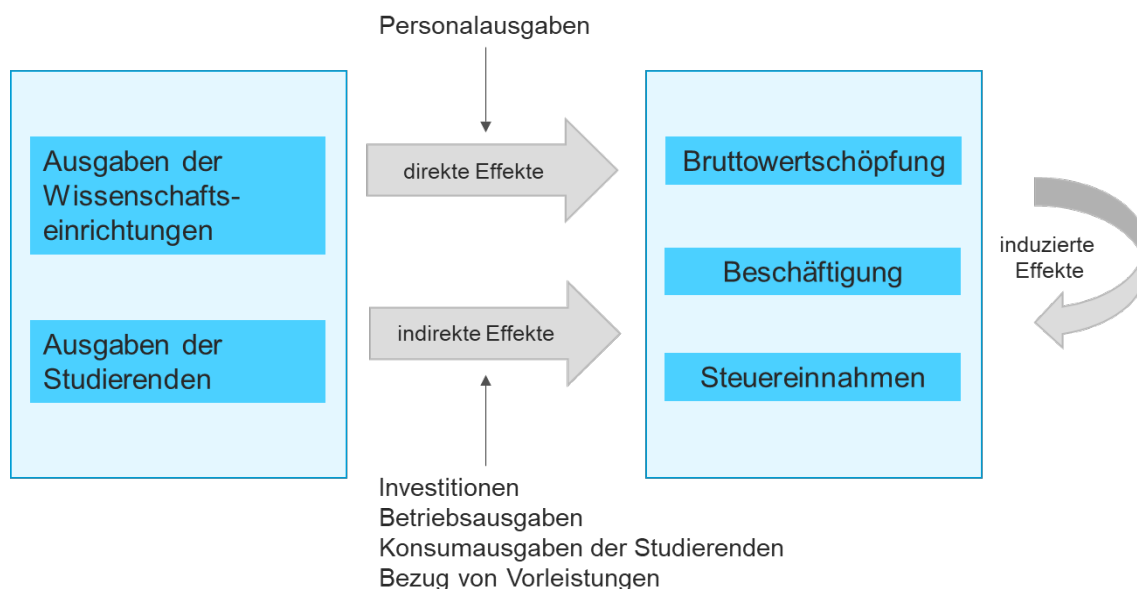 Personalausgaben
Ausgaben der
Wissenschafts-
einrichtungen
Ausgaben der
Studierenden
direkte Effekte
indirekte Effekte
Investitionen
Betriebsausgaben
Konsumausgaben der Studierenden
Bezug von Vorleistungen
Bruttowertschöpfung
Beschäftigung
Steuereinnahmen
induzierte
Effekte